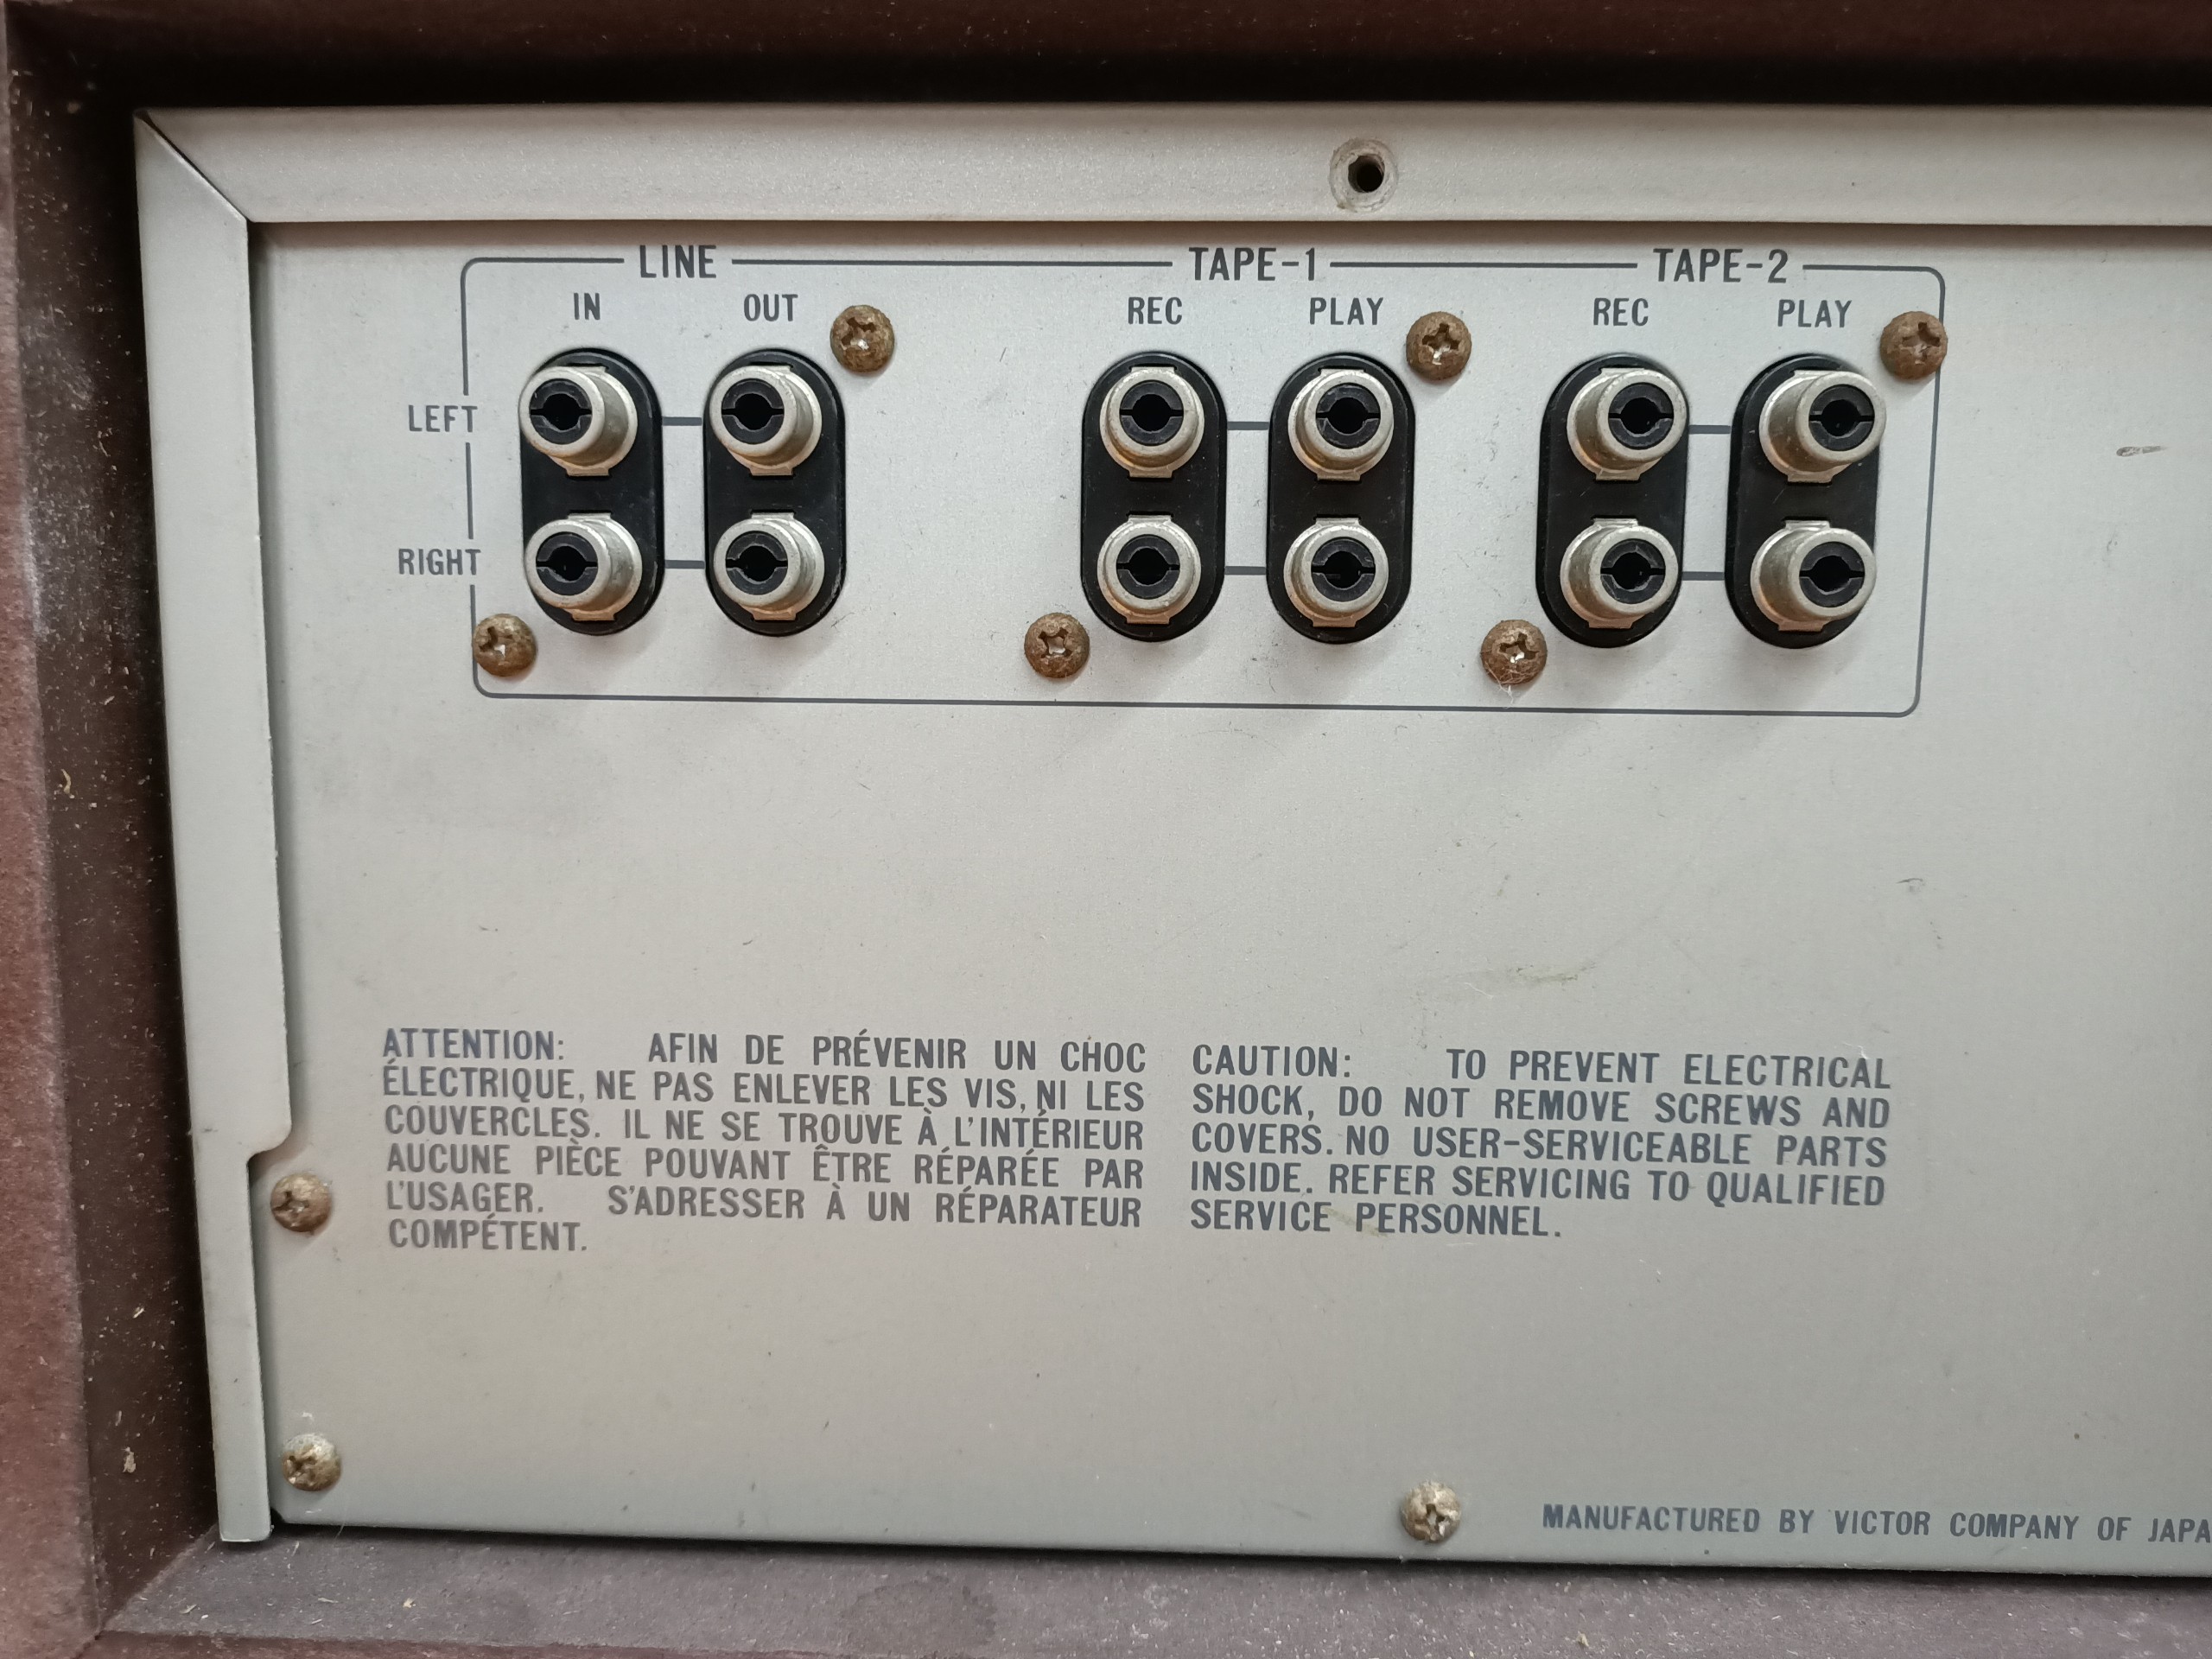 LINE TAPE-1 TAPE-2
IN OUT REC PLAY REC PLAY
LEFT
RIGHT
ATTENTION: AFIN DE PRÉVENIR UN CHOC
ÉLECTRIQUE, NE PAS ENLEVER LES VIS, NI LES
COUVERCLES. IL NE SE TROUVE À L'INTÉRIEUR
AUCUNE PIÈCE POUVANT ÊTRE RÉPARÉE PAR
L'USAGER. S'ADRESSER À UN RÉPARATEUR
COMPÉTENT.
CAUTION: TO PREVENT ELECTRICAL
SHOCK, DO NOT REMOVE SCREWS AND
COVERS. NO USER-SERVICEABLE PARTS
INSIDE. REFER SERVICING TO QUALIFIED
SERVICE PERSONNEL.
MANUFACTURED BY VICTOR COMPANY OF JAPA